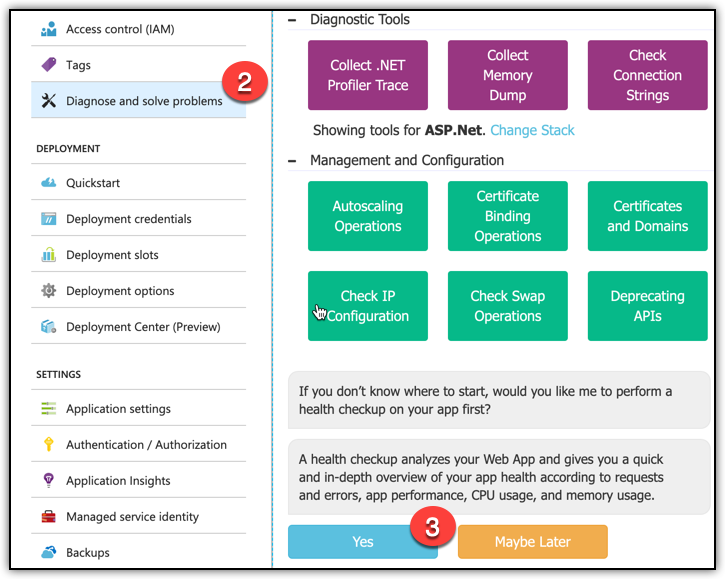 Access control (IAM)
Tags
Diagnose and solve problems
2
DEPLOYMENT
Quickstart
Deployment credentials
Deployment slots
Deployment options
Deployment Center (Preview)
SETTINGS
Application settings
Authentication / Authorization
Application Insights
Managed service identity
Backups
Diagnostic Tools
Collect .NET
Profiler Trace
Collect
Memory
Dump
Check
Connection
Strings
Showing tools for ASP.Net. Change Stack
Management and Configuration
Autoscaling
Operations
Certificate
Binding
Operations
Certificates
and Domains
Check IP
Configuration
Check Swap
Operations
Deprecating
APIs
If you don’t know where to start, would you like me to perform a
health checkup on your app first?
A health checkup analyzes your Web App and gives you a quick
and in-depth overview of your app health according to requests
and errors, app performance, CPU usage, and memory usage.
Yes
3
Maybe Later